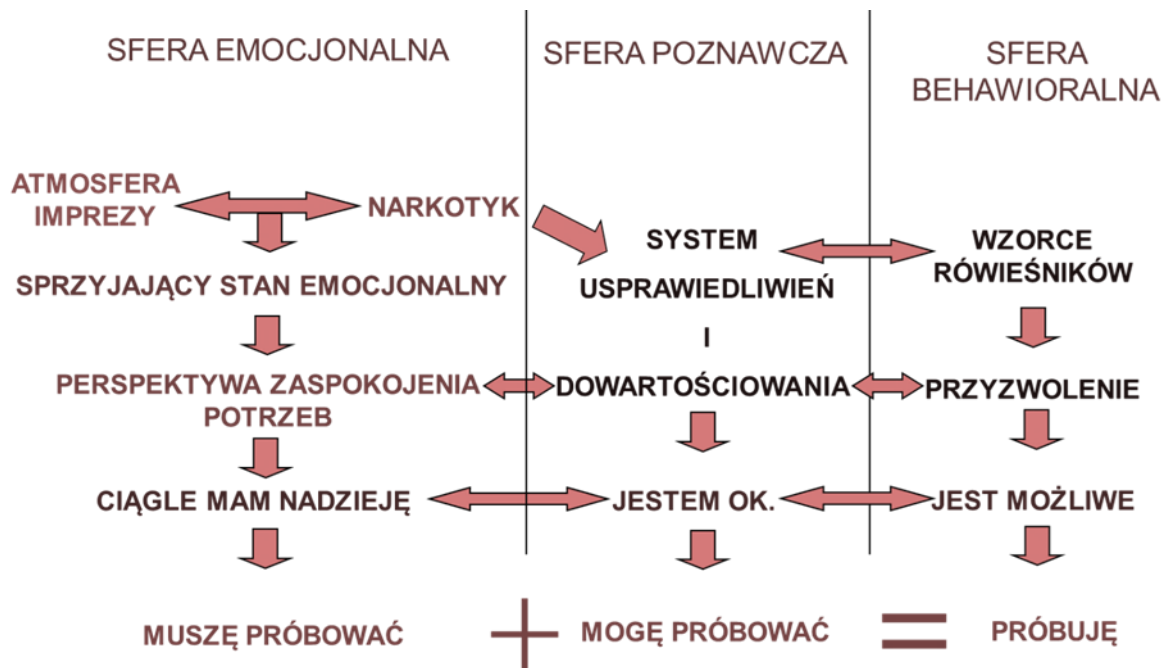 SFERA EMOCJONALNA
SFERA POZNAWCZA
SFERA
BEHAWIORALNA
ATMOSFERA
IMPREZY
NARKOTYK
SYSTEM
USPRAWIEDLIWIEŃ
I
DOWARTOŚCIOWANIA
WZORCE
RÓWIEŚNIKÓW
SPRZYJAJĄCY STAN EMOCJONALNY
PERSPEKTYWA ZASPOKOJENIA
POTRZEB
PRZYZWOLENIE
CIĄGLE MAM NADZIEJĘ
JESTEM OK.
JEST MOŻLIWE
MUSZĘ PRÓBOWAĆ
+
MOGĘ PRÓBOWAĆ
=
PRÓBUJĘ